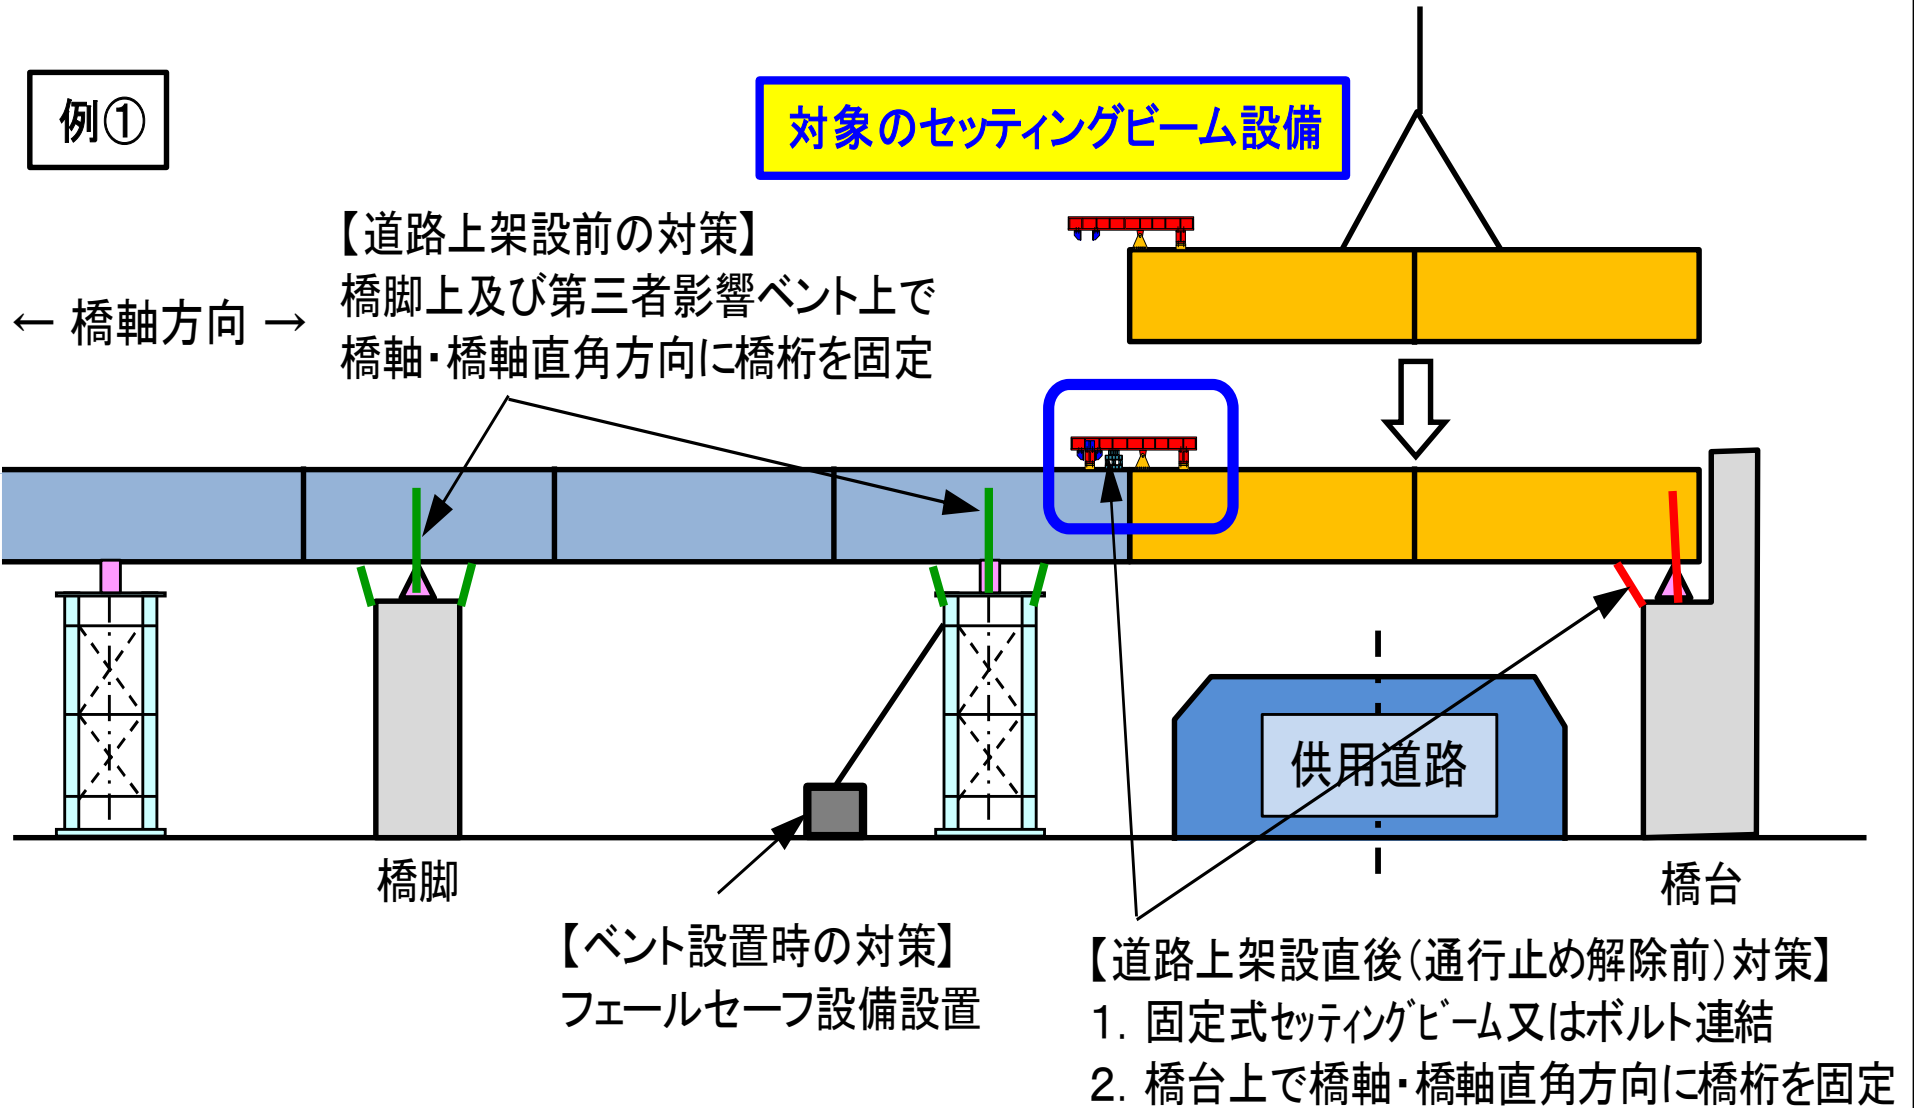 例①
対象のセッティングビーム設備
【道路上架設前の対策】
橋脚上及び第三者影響ベント上で
橋軸・橋軸直角方向に橋桁を固定
← 橋軸方向 →
供用道路
橋脚
橋台
【ベント設置時の対策】
フェールセーフ設備設置
【道路上架設直後(通行止め解除前)対策】
1. 固定式セッティングビーム又はボルト連結
2. 橋台上で橋軸・橋軸直角方向に橋桁を固定